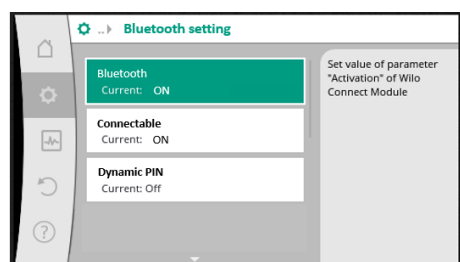 ..▸ Bluetooth setting
Bluetooth
Current: ON
Connectable
Current: ON
Dynamic PIN
Current: Off
Set value of parameter
"Activation" of Wilo
Connect Module
?